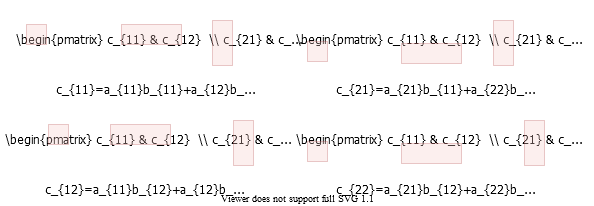 \begin{pmatrix} c_{11} & c_{12} \\ c_{21} & c_... \begin{pmatrix} c_{11} & c_{12} \\ c_{21} & c_...
c_{11}=a_{11}b_{11}+a_{12}b_... c_{21}=a_{21}b_{11}+a_{22}b_...
\begin{pmatrix} c_{11} & c_{12} \\ c_{21} & c_... \begin{pmatrix} c_{11} & c_{12} \\ c_{21} & c_...
c_{12}=a_{11}b_{12}+a_{12}b_... c_{22}=a_{21}b_{12}+a_{22}b_...
Viewer does not support full SVG 1.1